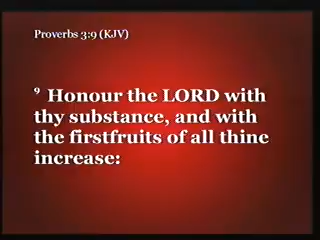 Proverbs 3:9 (KJV)
9 Honour the LORD with
thy substance, and with
the firstfruits of all thine
increase: